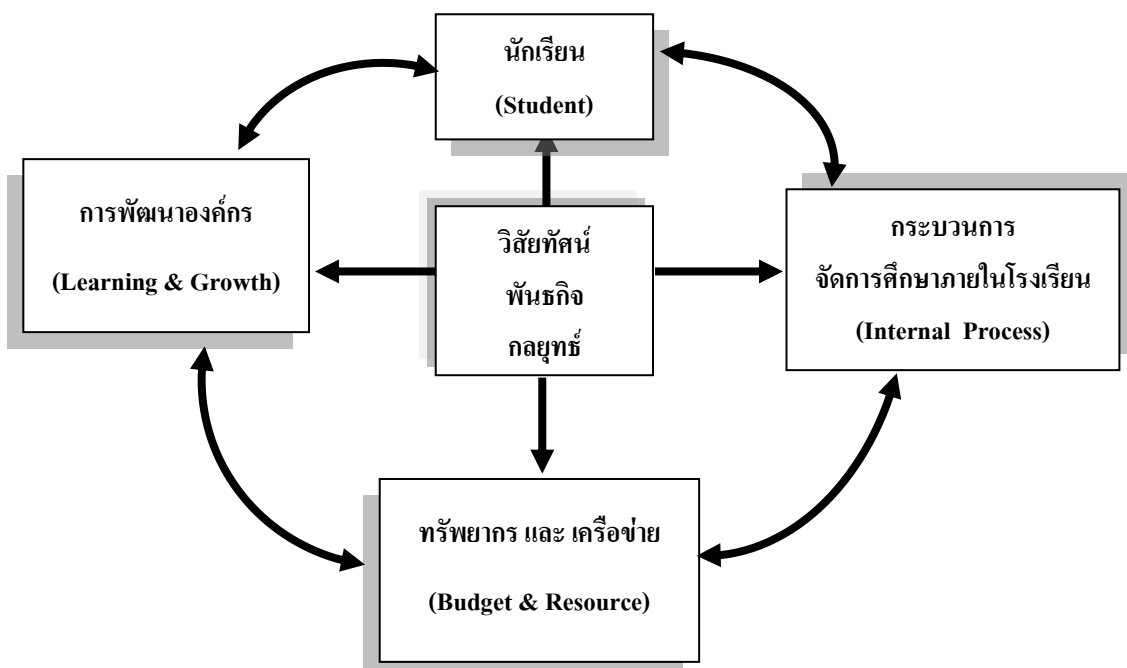 นักเรียน
(Student)
การพัฒนาองค์กร
(Learning & Growth)
วิสัยทัศน์
พันธกิจ
กลยุทธ์
กระบวนการ
จัดการศึกษาภายในโรงเรียน
(Internal Process)
ทรัพยากร และ เครือข่าย
(Budget & Resource)